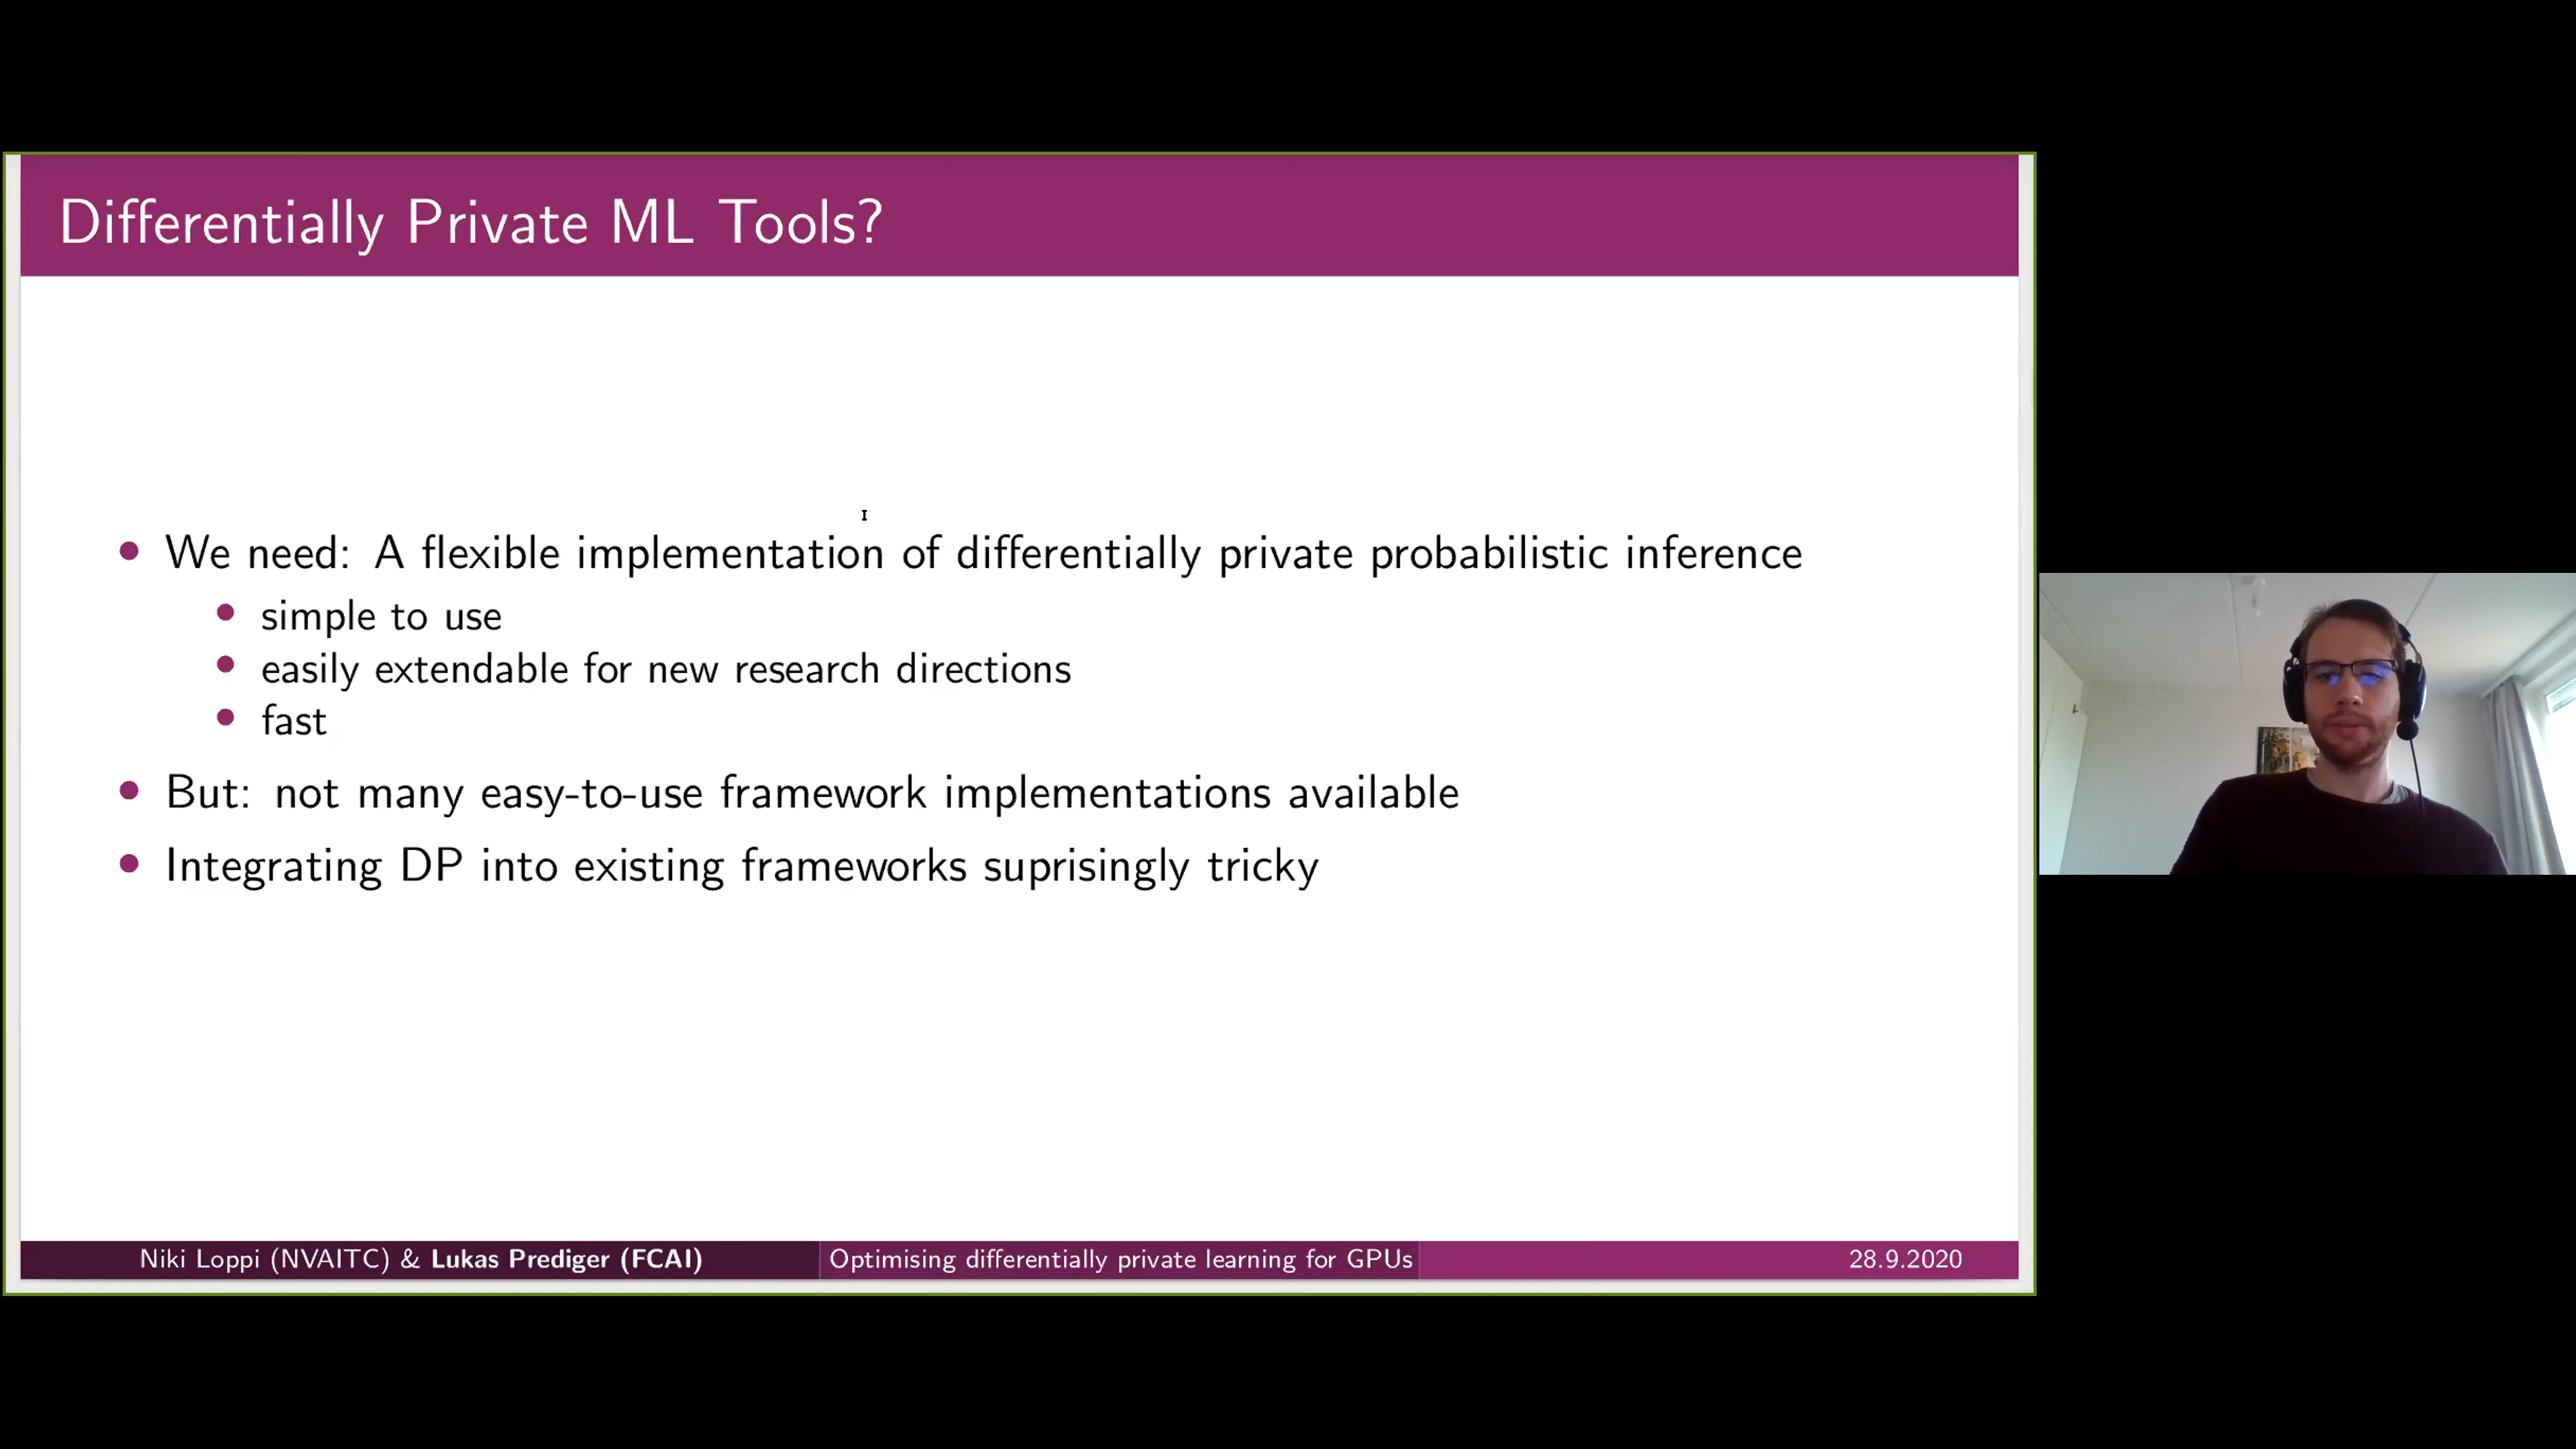 Differentially Private ML Tools?
We need: A flexible implementation of differentially private probabilistic inference
simple to use
easily extendable for new research directions
fast
But: not many easy-to-use framework implementations available
Integrating DP into existing frameworks suprisingly tricky
Niki Loppi (NVAITC) & Lukas Prediger (FCAI)
Optimising differentially private learning for GPUs
28.9.2020